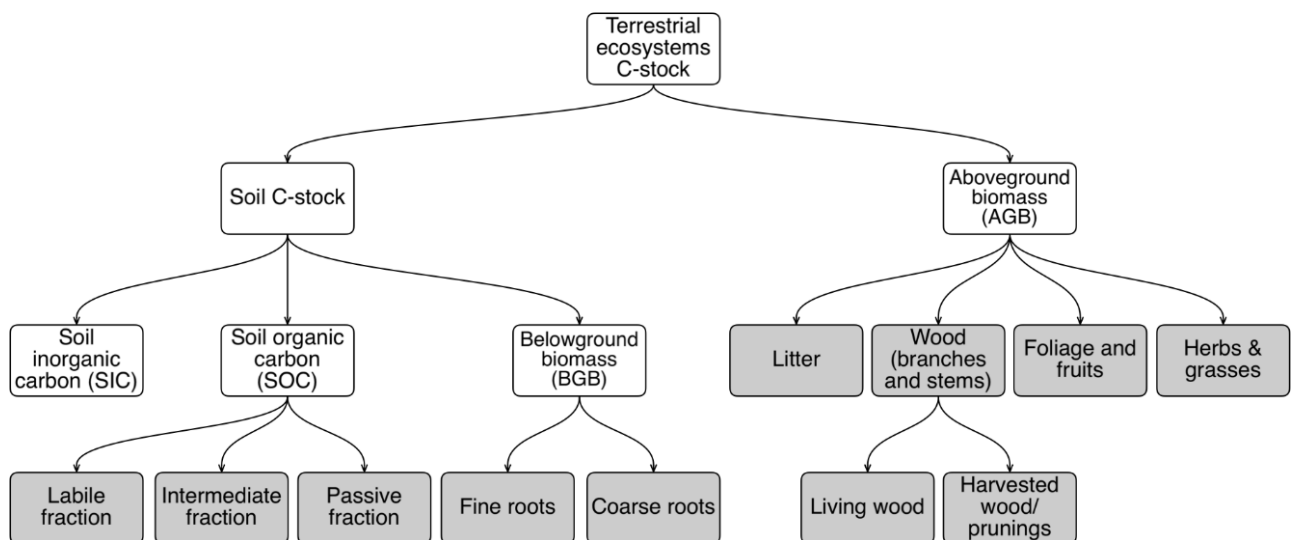 Terrestrial
ecosystems
C-stock
Soil C-stock
Aboveground
biomass
(AGB)
Soil
inorganic
carbon (SIC)
Soil organic
carbon
(SOC)
Belowground
biomass
(BGB)
Litter
Wood
(branches
and stems)
Foliage and
fruits
Herbs &
grasses
Labile
fraction
Intermediate
fraction
Passive
fraction
Fine roots
Coarse roots
Living wood
Harvested
wood/
prunings